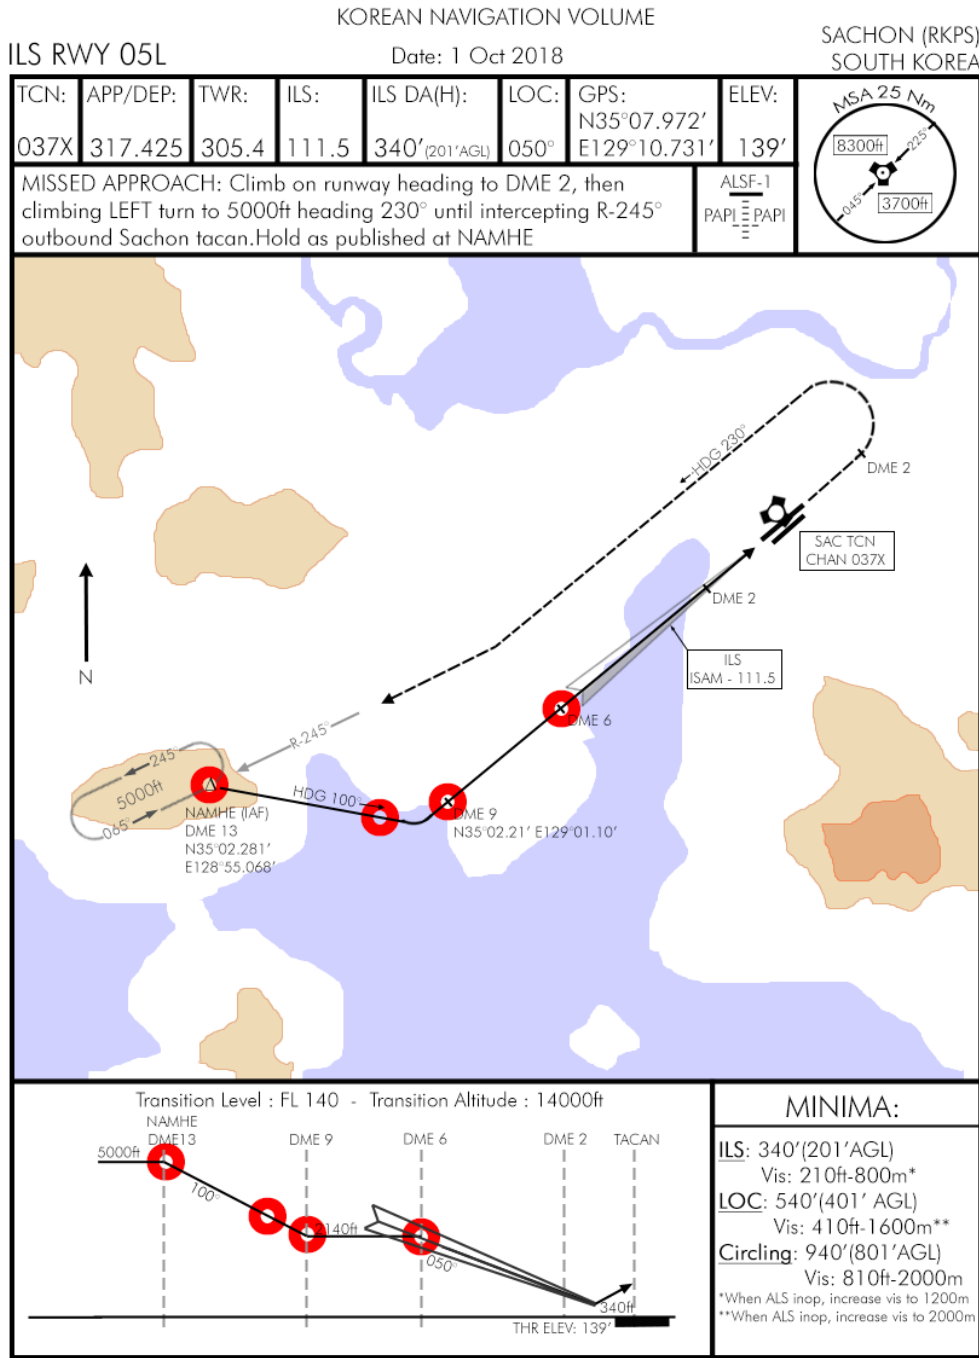 KOREAN NAVIGATION VOLUME
ILS RWY 05L
Date: 1 Oct 2018
SACHON (RKPS)
SOUTH KOREA
TCN:
037X
APP/DEP:
317.425
TWR:
305.4
ILS:
111.5
ILS DA(H):
340'(201'AGL)
LOC:
050°
GPS:
N35°07.972'
E129°10.731'
ELEV:
139'
MSA 25 Nm
8300ft
225°
045°
3700ft
MISSED APPROACH: Climb on runway heading to DME 2, then
climbing LEFT turn to 5000ft heading 230° until intercepting R-245°
outbound Sachon tacan.Hold as published at NAMHE
ALSF-1
PAPI PAPI
HDG 230°
DME 2
SAC TCN
CHAN 037X
DME 2
N
ILS
ISAM - 111.5
DME 6
R-245°
245°
5000ft
065°
HDG 100°
NAMHE (IAF)
DME 13
N35°02.281'
E128°55.068'
DME 9
N35°02.21' E129°01.10'
Transition Level : FL 140 - Transition Altitude : 14000ft
NAMHE
DME13
DME 9
DME 6
DME 2
TACAN
5000ft
100°
2140ft
050°
340ft
THR ELEV: 139'
MINIMA:
ILS: 340'(201'AGL)
Vis: 210ft-800m*
LOC: 540'(401' AGL)
Vis: 410ft-1600m**
Circling: 940'(801'AGL)
Vis: 810ft-2000m
*When ALS inop, increase vis to 1200m
**When ALS inop, increase vis to 2000m